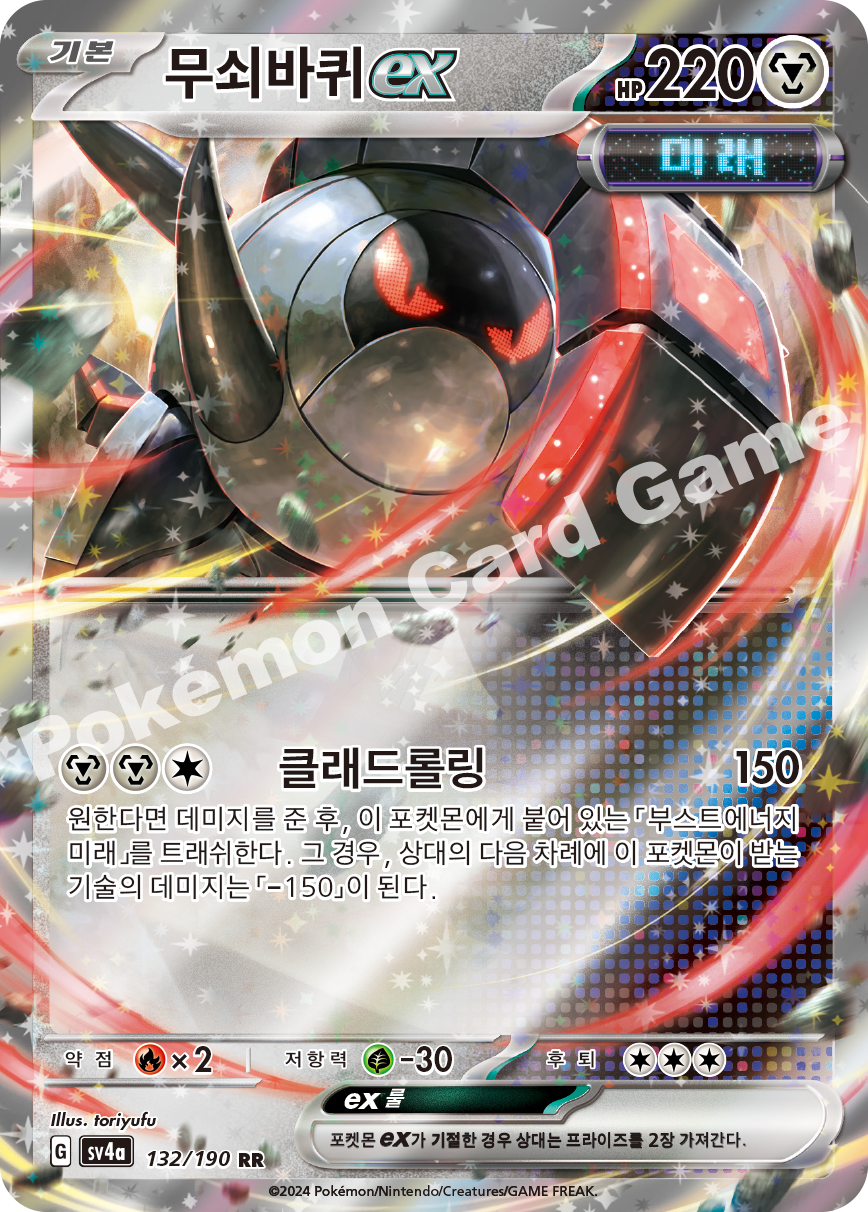 기본
무쇠바퀴ex
HP220
미래
클래드롤링 150
원한다면 데미지를 준 후, 이 포켓몬에게 붙어 있는 「부스트에너지
미래」를 트래쉬한다. 그 경우, 상대의 다음 차례에 이 포켓몬이 받는
기술의 데미지는 「-150」이 된다.
약점 ×2 저항력 -30 후퇴
ex 룰
포켓몬 ex가 기절한 경우 상대는 프라이즈를 2장 가져간다.
Illus. toriyufu
G sv4a 132/190 RR
©2024 Pokémon/Nintendo/Creatures/GAME FREAK.
Pokémon Card Game